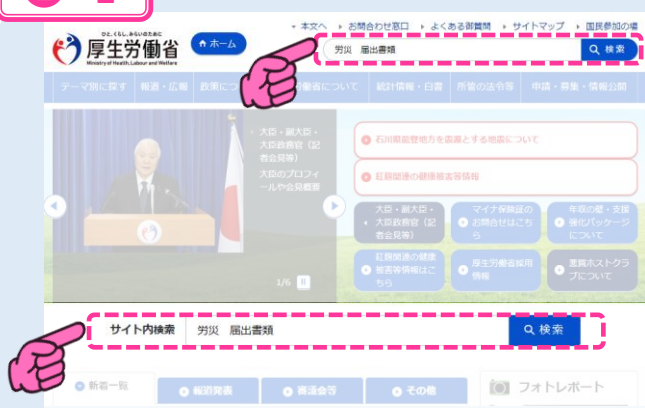 本文へ お問合せ窓口 よくある御質問 サイトマップ 国民参加の場
ひと、くらし、みらいのために
厚生労働省
Ministry of Health, Labour and Welfare
ホーム
労災 届出書類
検索
テーマ別に探す 報道・広報 政策につ 労働省について 統計情報・白書 所管の法令等 申請・募集・情報公開
大臣・副大臣・
大臣政務官（記
者会見等）
大臣のプロフィ
ールや会見概要
1/6
石川県能登地方を震源とする地震について
紅麹関連の健康被害等情報
大臣・副大臣・
大臣政務官（記
者会見等）
マイナ保険証の
お問合せはこち
ら
年収の壁・支援
強化パッケージ
について
紅麹関連の健康
被害等情報はこ
ちら
厚生労働省採用
情報
悪質ホストクラ
ブについて
サイト内検索 労災 届出書類
検索
新着一覧
報道発表
審議会等
その他
フォトレポート